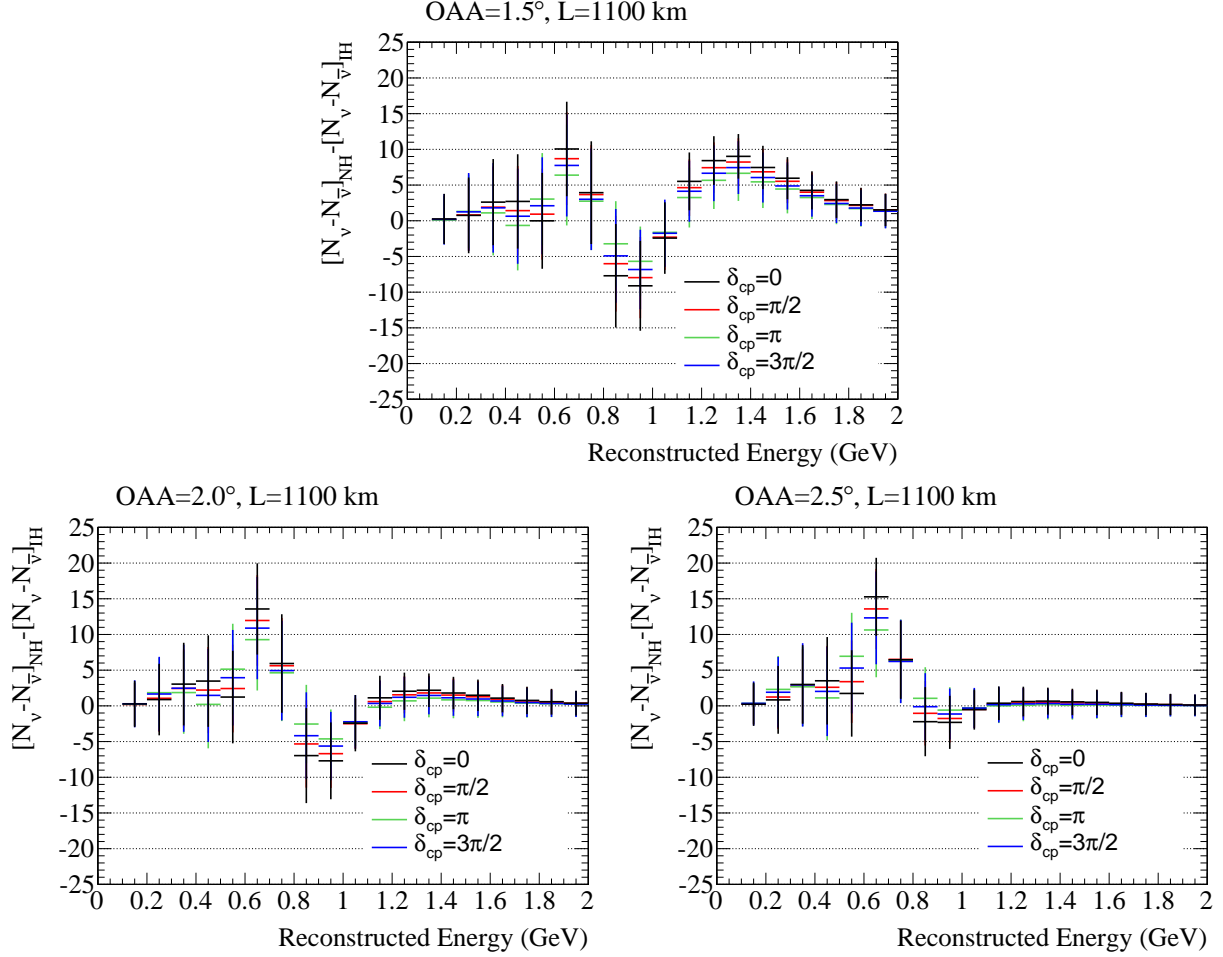 OAA=1.5°, L=1100 km
[N_ν-N_ν̅]_NH-[N_ν-N_ν̅]_IH
25
20
15
10
5
0
-5
-10
-15
-20
-25
δ_cp=0
δ_cp=π/2
δ_cp=π
δ_cp=3π/2
0 0.2 0.4 0.6 0.8 1 1.2 1.4 1.6 1.8 2
Reconstructed Energy (GeV)
OAA=2.0°, L=1100 km
[N_ν-N_ν̅]_NH-[N_ν-N_ν̅]_IH
25
20
15
10
5
0
-5
-10
-15
-20
-25
δ_cp=0
δ_cp=π/2
δ_cp=π
δ_cp=3π/2
0 0.2 0.4 0.6 0.8 1 1.2 1.4 1.6 1.8 2
Reconstructed Energy (GeV)
OAA=2.5°, L=1100 km
[N_ν-N_ν̅]_NH-[N_ν-N_ν̅]_IH
25
20
15
10
5
0
-5
-10
-15
-20
-25
δ_cp=0
δ_cp=π/2
δ_cp=π
δ_cp=3π/2
0 0.2 0.4 0.6 0.8 1 1.2 1.4 1.6 1.8 2
Reconstructed Energy (GeV)